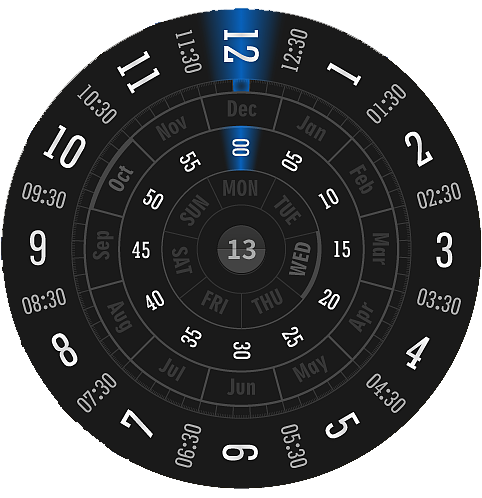 12
12:30
1
01:30
2
02:30
3
03:30
4
04:30
5
05:30
6
06:30
7
07:30
8
08:30
9
09:30
10
10:30
11
11:30
Dec
Jan
Feb
Mar
Apr
May
Jun
Jul
Aug
Sep
Oct
Nov
00
05
10
15
20
25
30
35
40
45
50
55
MON
TUE
WED
THU
FRI
SAT
SUN
13